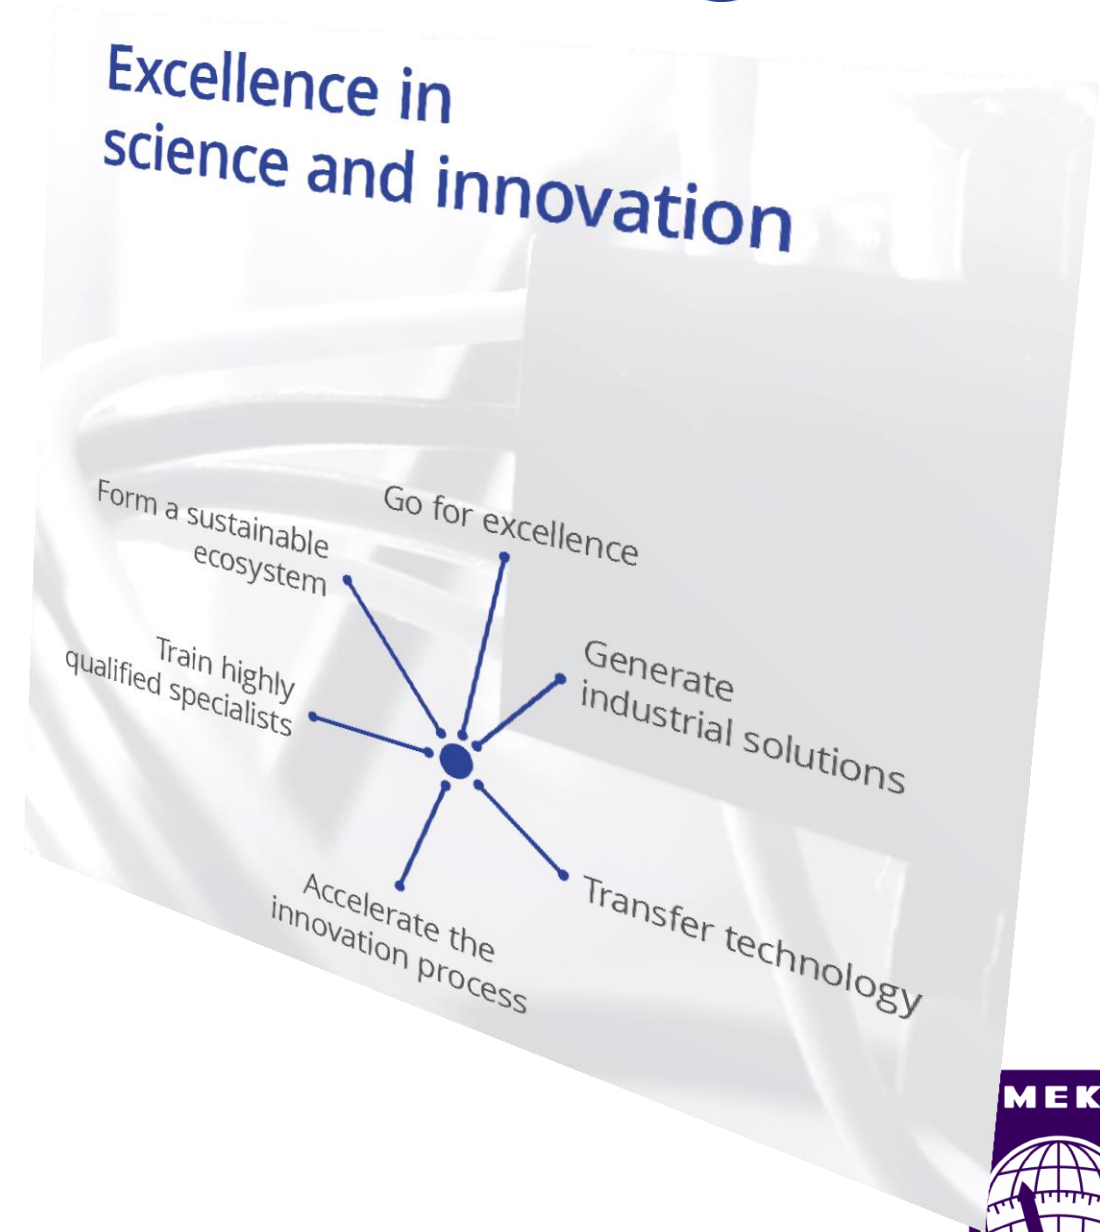 Excellence in
science and innovation
Go for excellence
Form a sustainable
ecosystem
Generate
industrial solutions
Train highly
qualified specialists
Transfer technology
Accelerate the
innovation process
MEK